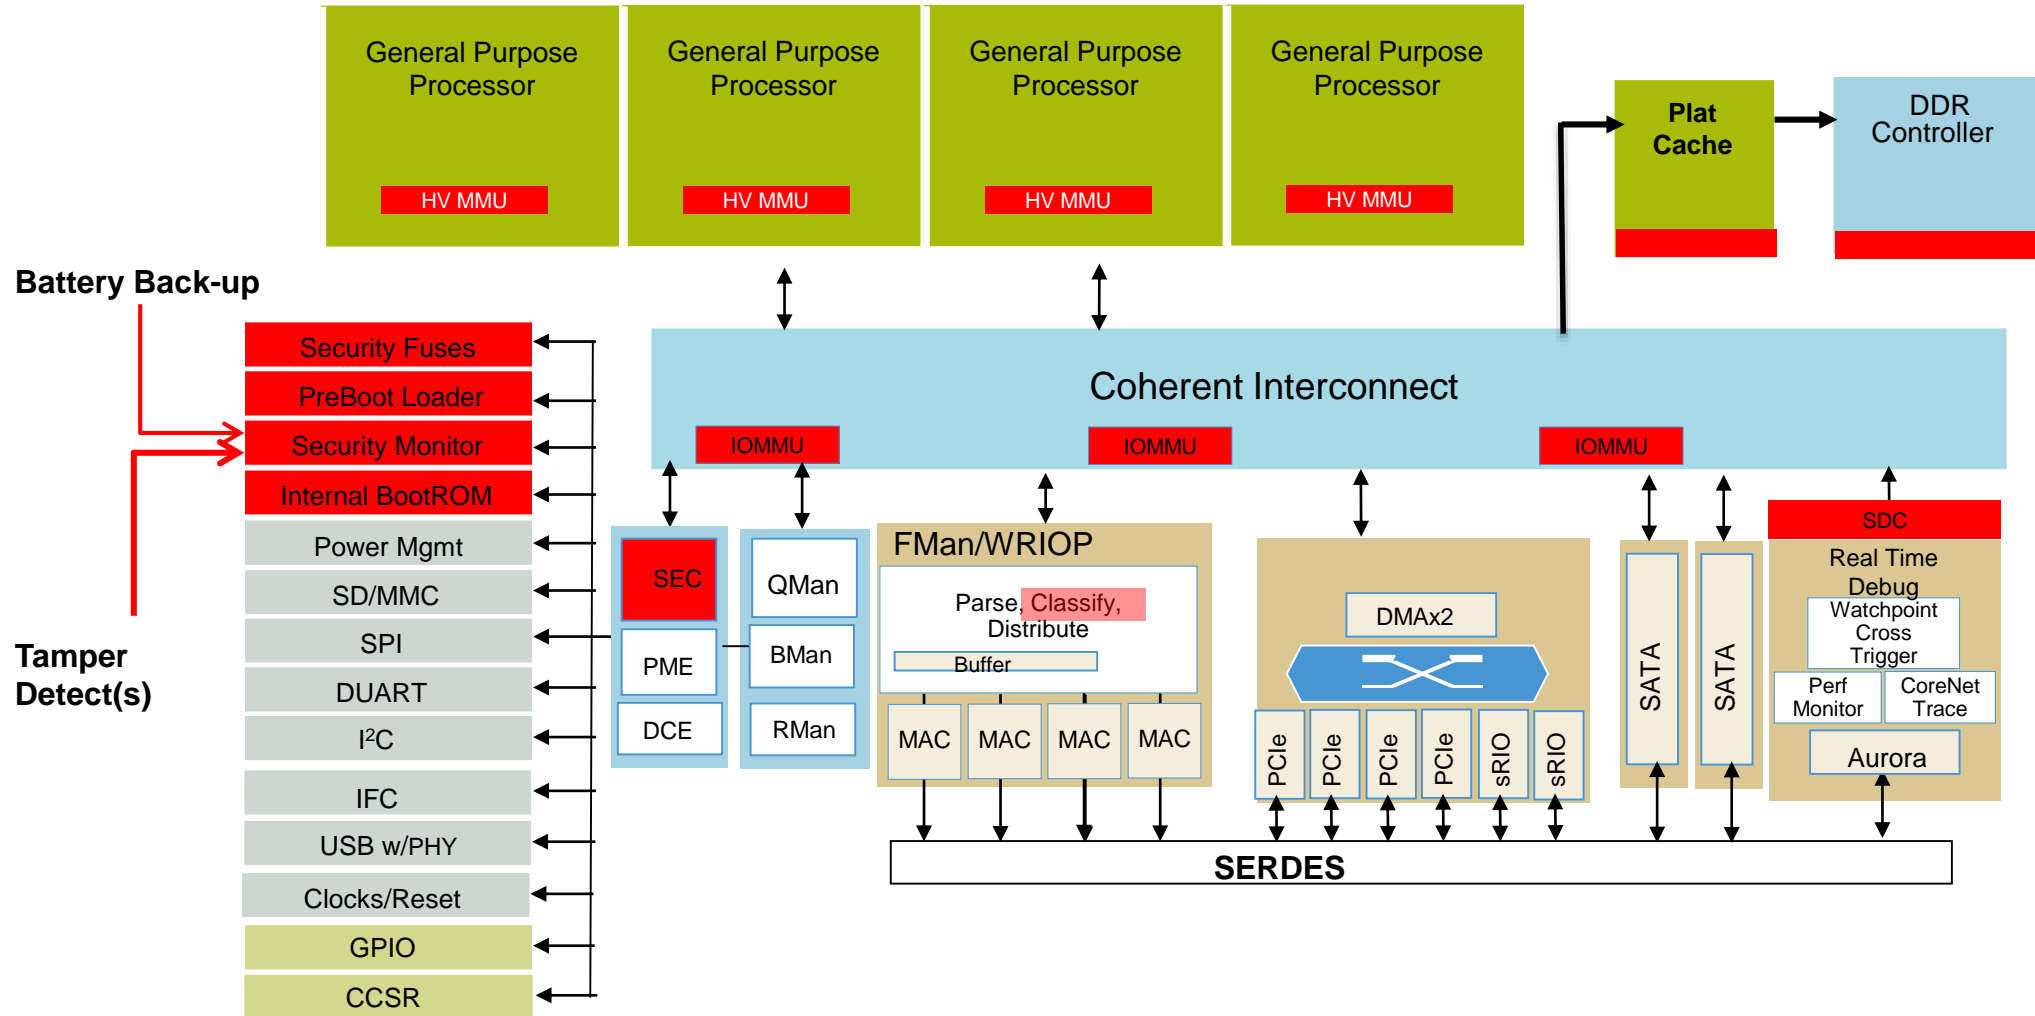 General Purpose
Processor
General Purpose
Processor
General Purpose
Processor
General Purpose
Processor
HV MMU
HV MMU
HV MMU
HV MMU
Plat
Cache
DDR
Controller
Battery Back-up
Tamper
Detect(s)
Security Fuses
PreBoot Loader
Security Monitor
Internal BootROM
Power Mgmt
SD/MMC
SPI
DUART
I²C
IFC
USB w/PHY
Clocks/Reset
GPIO
CCSR
Coherent Interconnect
IOMMU
IOMMU
IOMMU
SEC
PME
DCE
QMan
BMan
RMan
FMan/WRIOP
Parse, Classify,
Distribute
Buffer
MAC
MAC
MAC
MAC
DMAx2
PCIe
PCIe
PCIe
PCIe
sRIO
sRIO
SATA
SATA
SDC
Real Time
Debug
Watchpoint
Cross
Trigger
Perf
Monitor
CoreNet
Trace
Aurora
SERDES